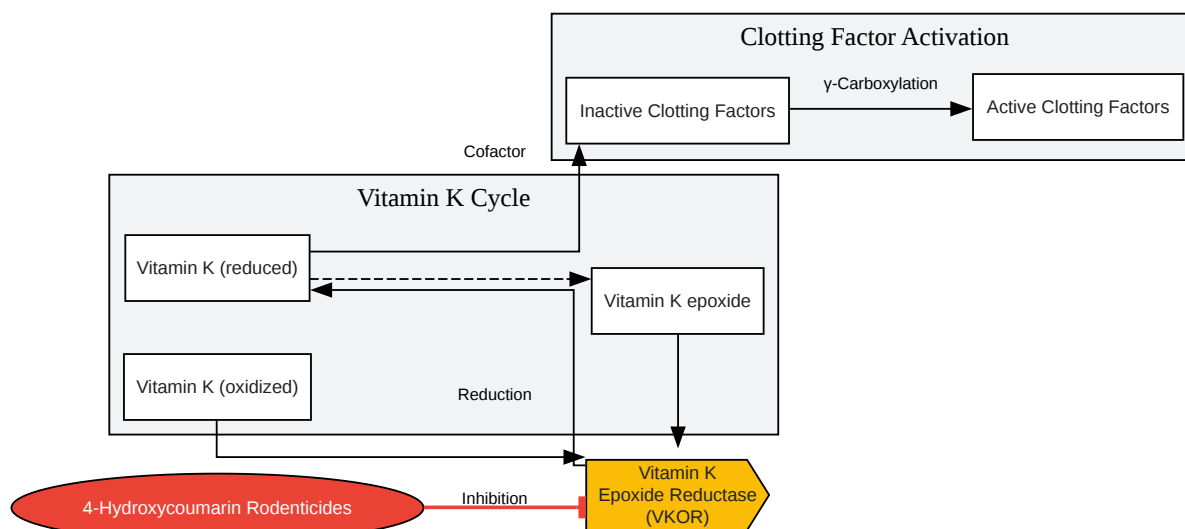 Clotting Factor Activation
γ-Carboxylation
Inactive Clotting Factors
Active Clotting Factors
Cofactor
Vitamin K Cycle
Vitamin K (reduced)
Vitamin K epoxide
Vitamin K (oxidized)
Reduction
Vitamin K
Epoxide Reductase
(VKOR)
Inhibition
4-Hydroxycoumarin Rodenticides